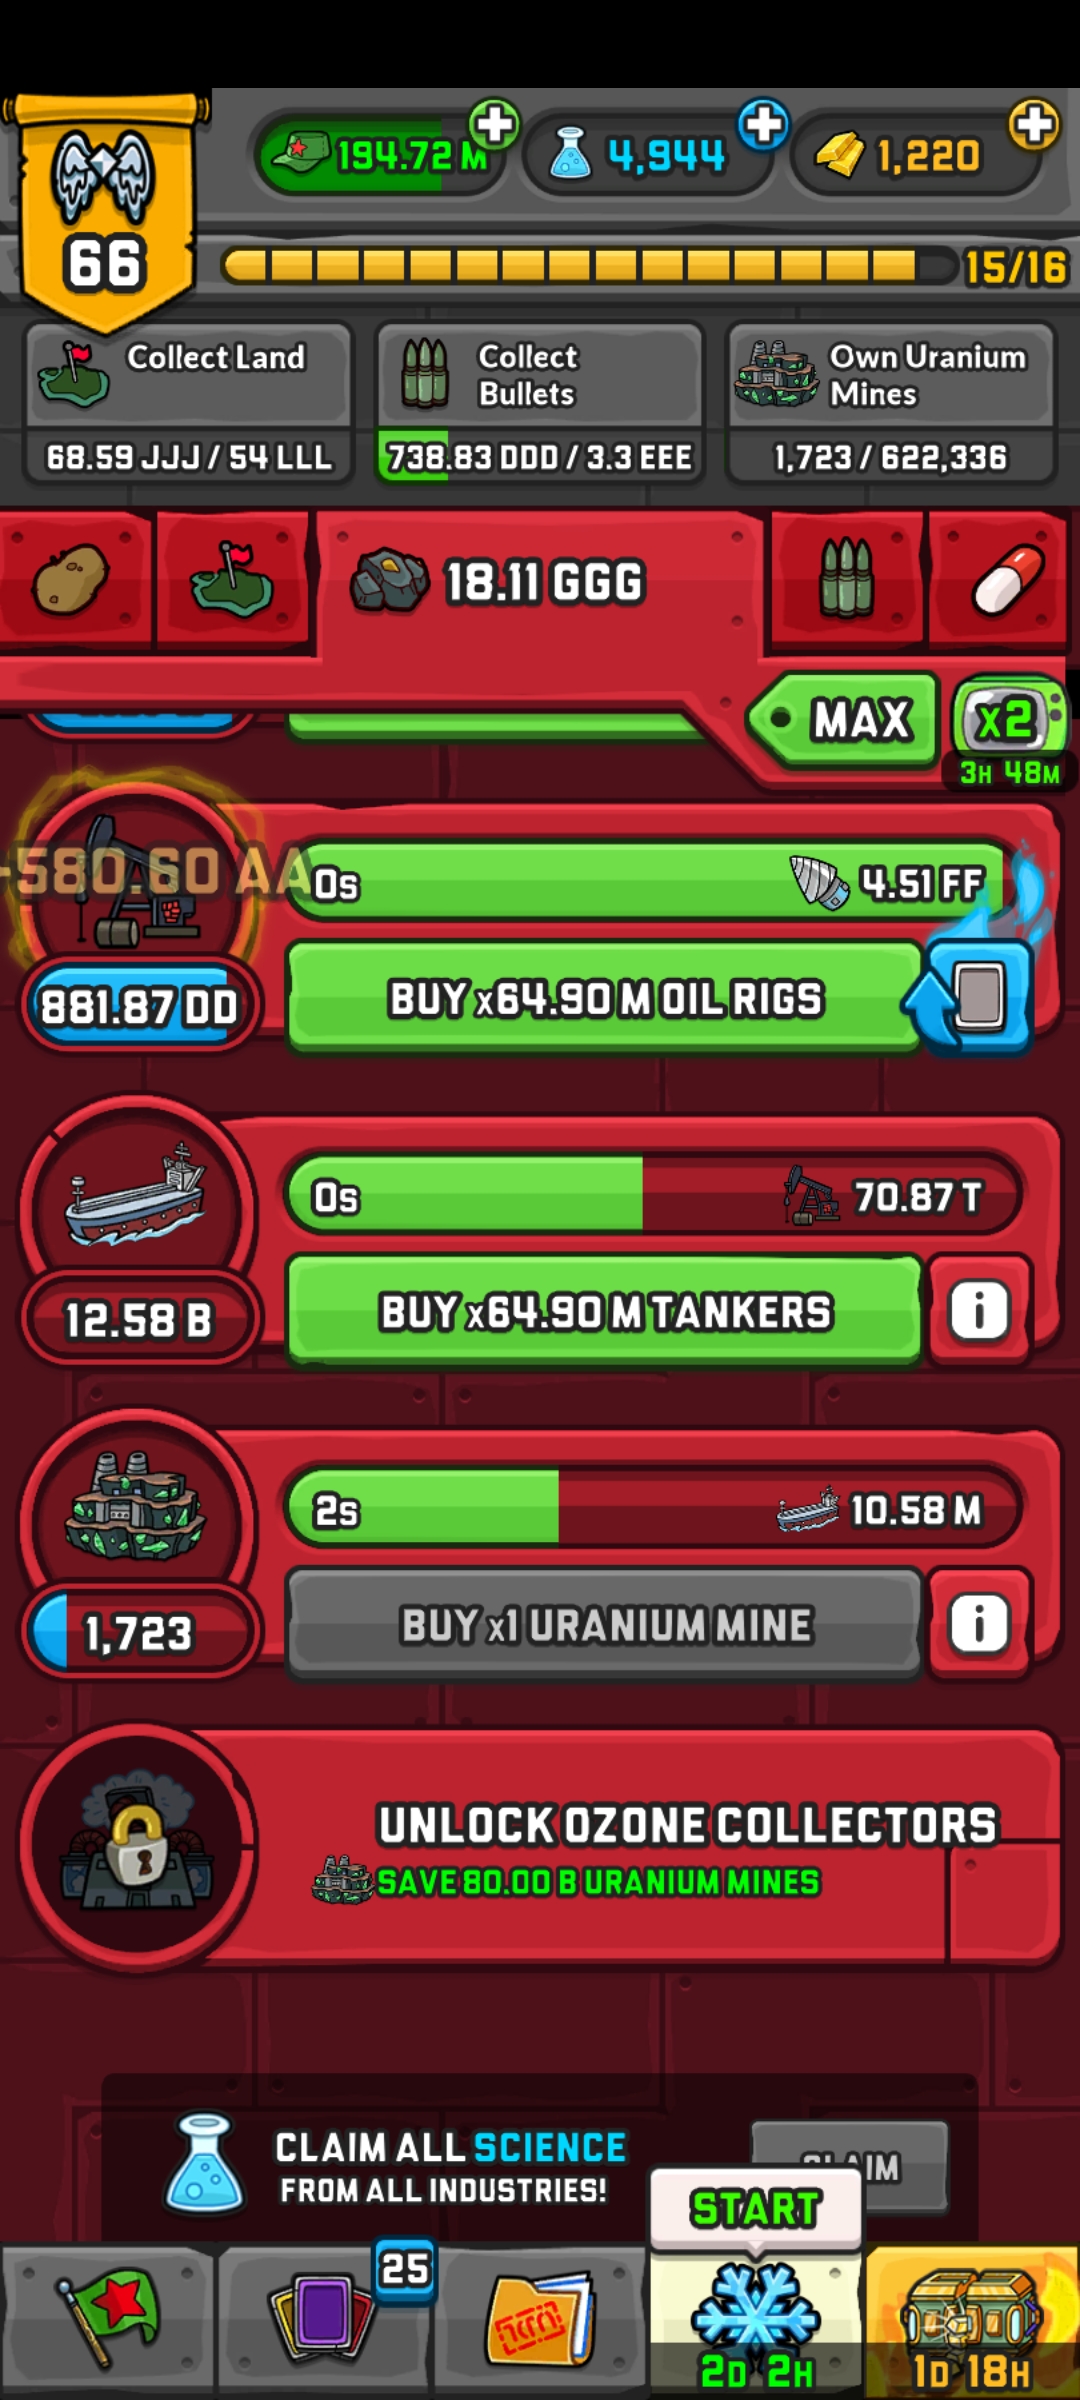 194.72 M
4,944
1,220
66
15/16
Collect Land
68.59 JJJ / 54 LLL
Collect
Bullets
738.83 DDD / 3.3 EEE
Own Uranium
Mines
1,723 / 622,336
18.11 GGG
MAX
x2
3H 48M
580.60 AA
0s
4.51 FF
881.87 DD
BUY x64.90 M OIL RIGS
0s
70.87 T
12.58 B
BUY x64.90 M TANKERS
i
2s
10.58 M
1,723
BUY x1 URANIUM MINE
i
UNLOCK OZONE COLLECTORS
SAVE 80.00 B URANIUM MINES
CLAIM ALL SCIENCE
FROM ALL INDUSTRIES!
CLAIM
START
25
2D 2H
1D 18H